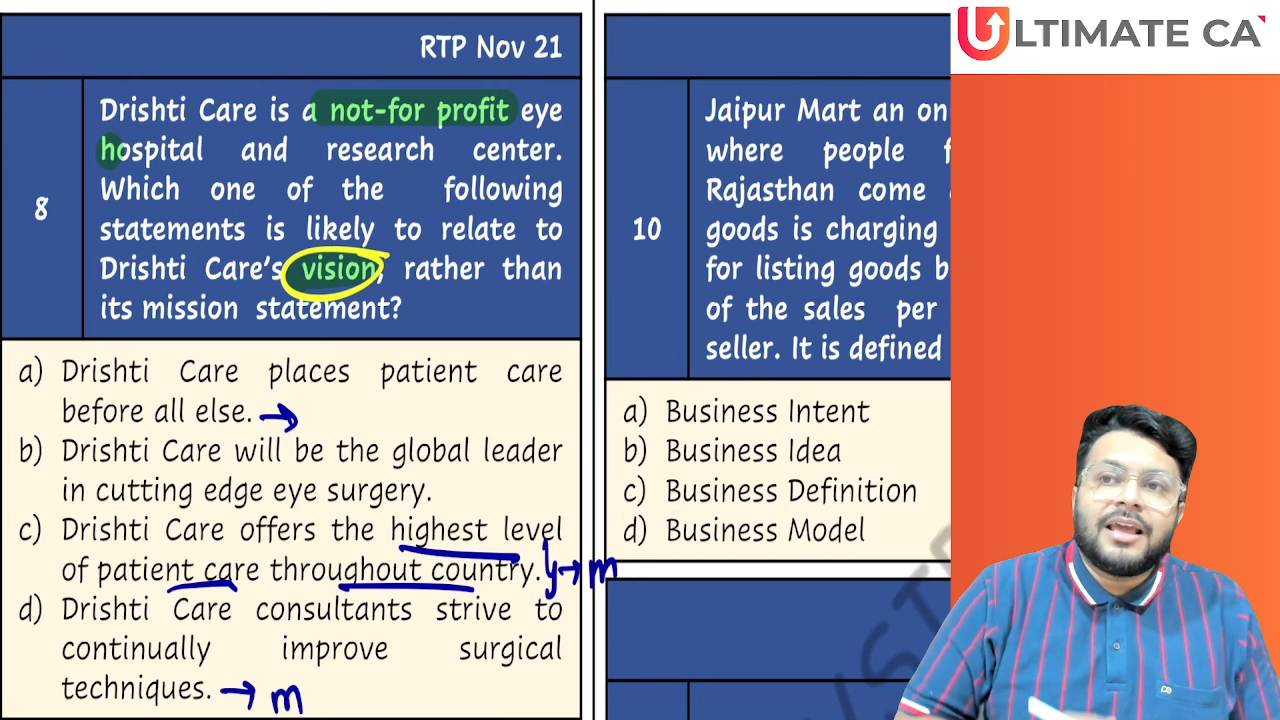 RTP Nov 21
8
Drishti Care is a not-for profit eye
hospital and research center.
Which one of the following
statements is likely to relate to
Drishti Care's vision, rather than
its mission statement?
a) Drishti Care places patient care
before all else. →
b) Drishti Care will be the global leader
in cutting edge eye surgery.
c) Drishti Care offers the highest level
of patient care throughout country. } → m
d) Drishti Care consultants strive to
continually improve surgical
techniques. → m
10
Jaipur Mart an on
where people f
Rajasthan come
goods is charging
for listing goods b
of the sales per
seller. It is defined
a) Business Intent
b) Business Idea
c) Business Definition
d) Business Model
ULTIMATE CA